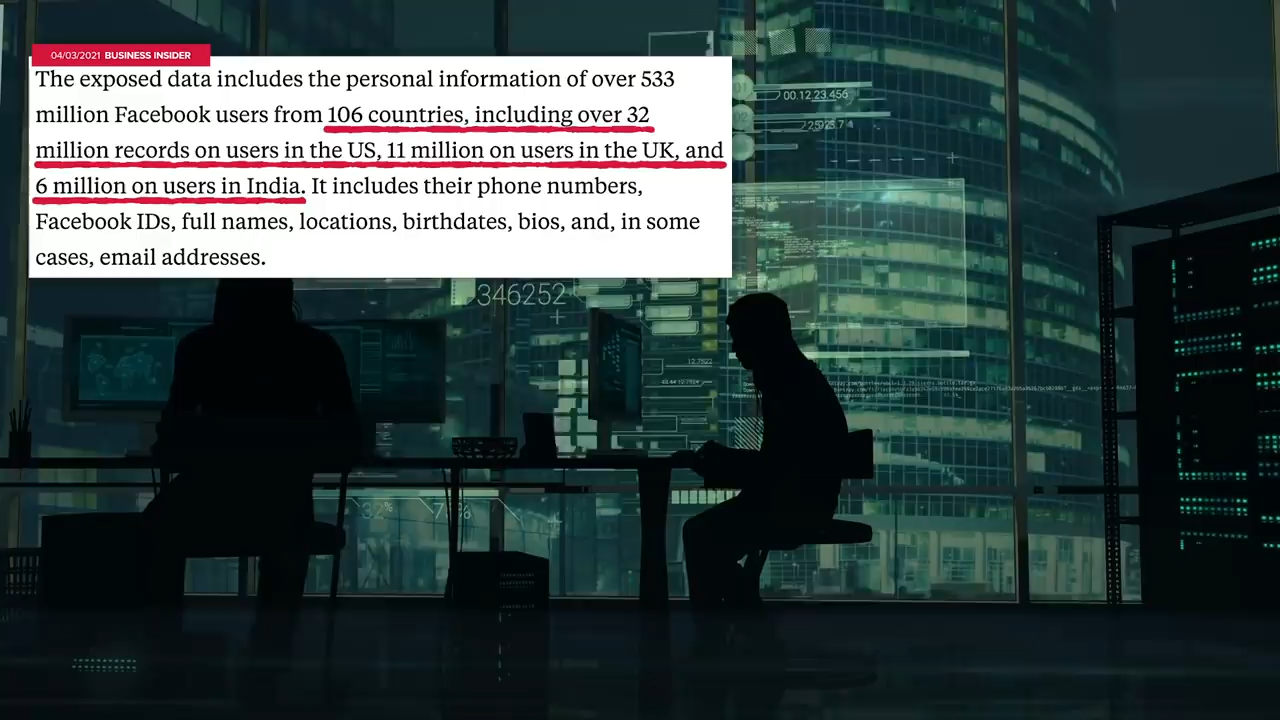 04/03/2021 BUSINESS INSIDER
The exposed data includes the personal information of over 533
million Facebook users from 106 countries, including over 32
million records on users in the US, 11 million on users in the UK, and
6 million on users in India. It includes their phone numbers,
Facebook IDs, full names, locations, birthdates, bios, and, in some
cases, email addresses.
00.12.23.456
346252
32%